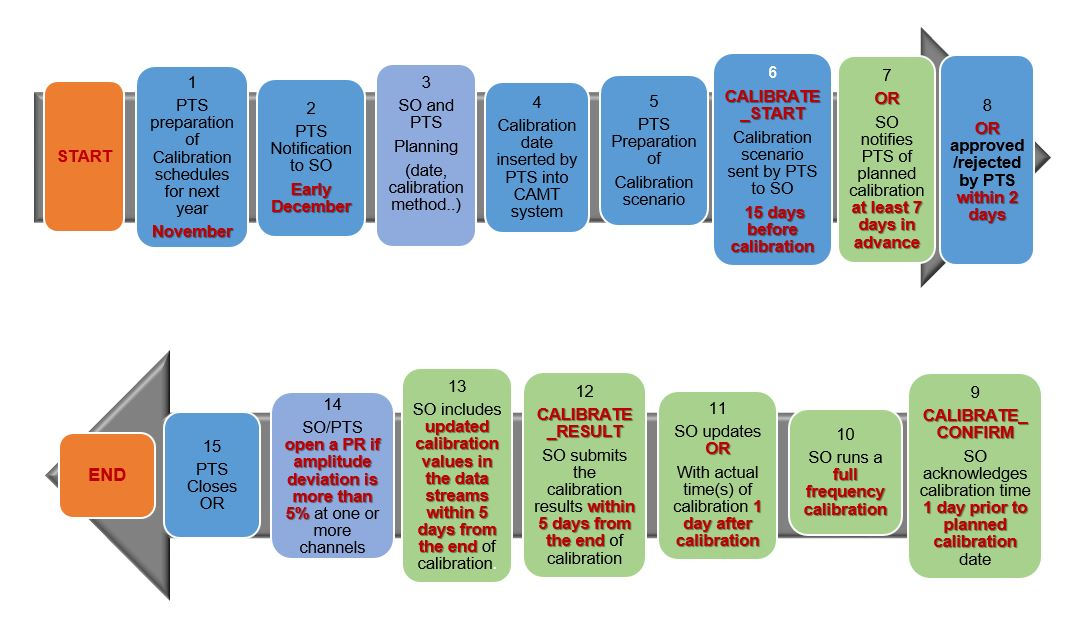 START
1
PTS
preparation
of
Calibration
schedules
for next
year
November
2
PTS
Notification
to SO
Early
December
3
SO and
PTS
Planning
(date,
calibration
method..)
4
Calibration
date
inserted by
PTS into
CAMT
system
5
PTS
Preparation
of
Calibration
scenario
6
CALIBRATE
_START
Calibration
scenario
sent by PTS
to SO
15 days
before
calibration
7
OR
SO
notifies
PTS of
planned
calibration
at least 7
days in
advance
8
OR
approved
/rejected
by PTS
within 2
days
9
CALIBRATE_
CONFIRM
SO
acknowledges
calibration time
1 day prior to
planned
calibration
date
10
SO runs a
full
frequency
calibration
11
SO updates
OR
With actual
time(s) of
calibration 1
day after
calibration
12
CALIBRATE
_RESULT
SO submits
the
calibration
results within
5 days from
the end of
calibration
13
SO includes
updated
calibration
values in
the data
streams
within 5
days from
the end of
calibration.
14
SO/PTS
open a PR if
amplitude
deviation is
more than
5% at one or
more
channels
15
PTS
Closes
OR
END